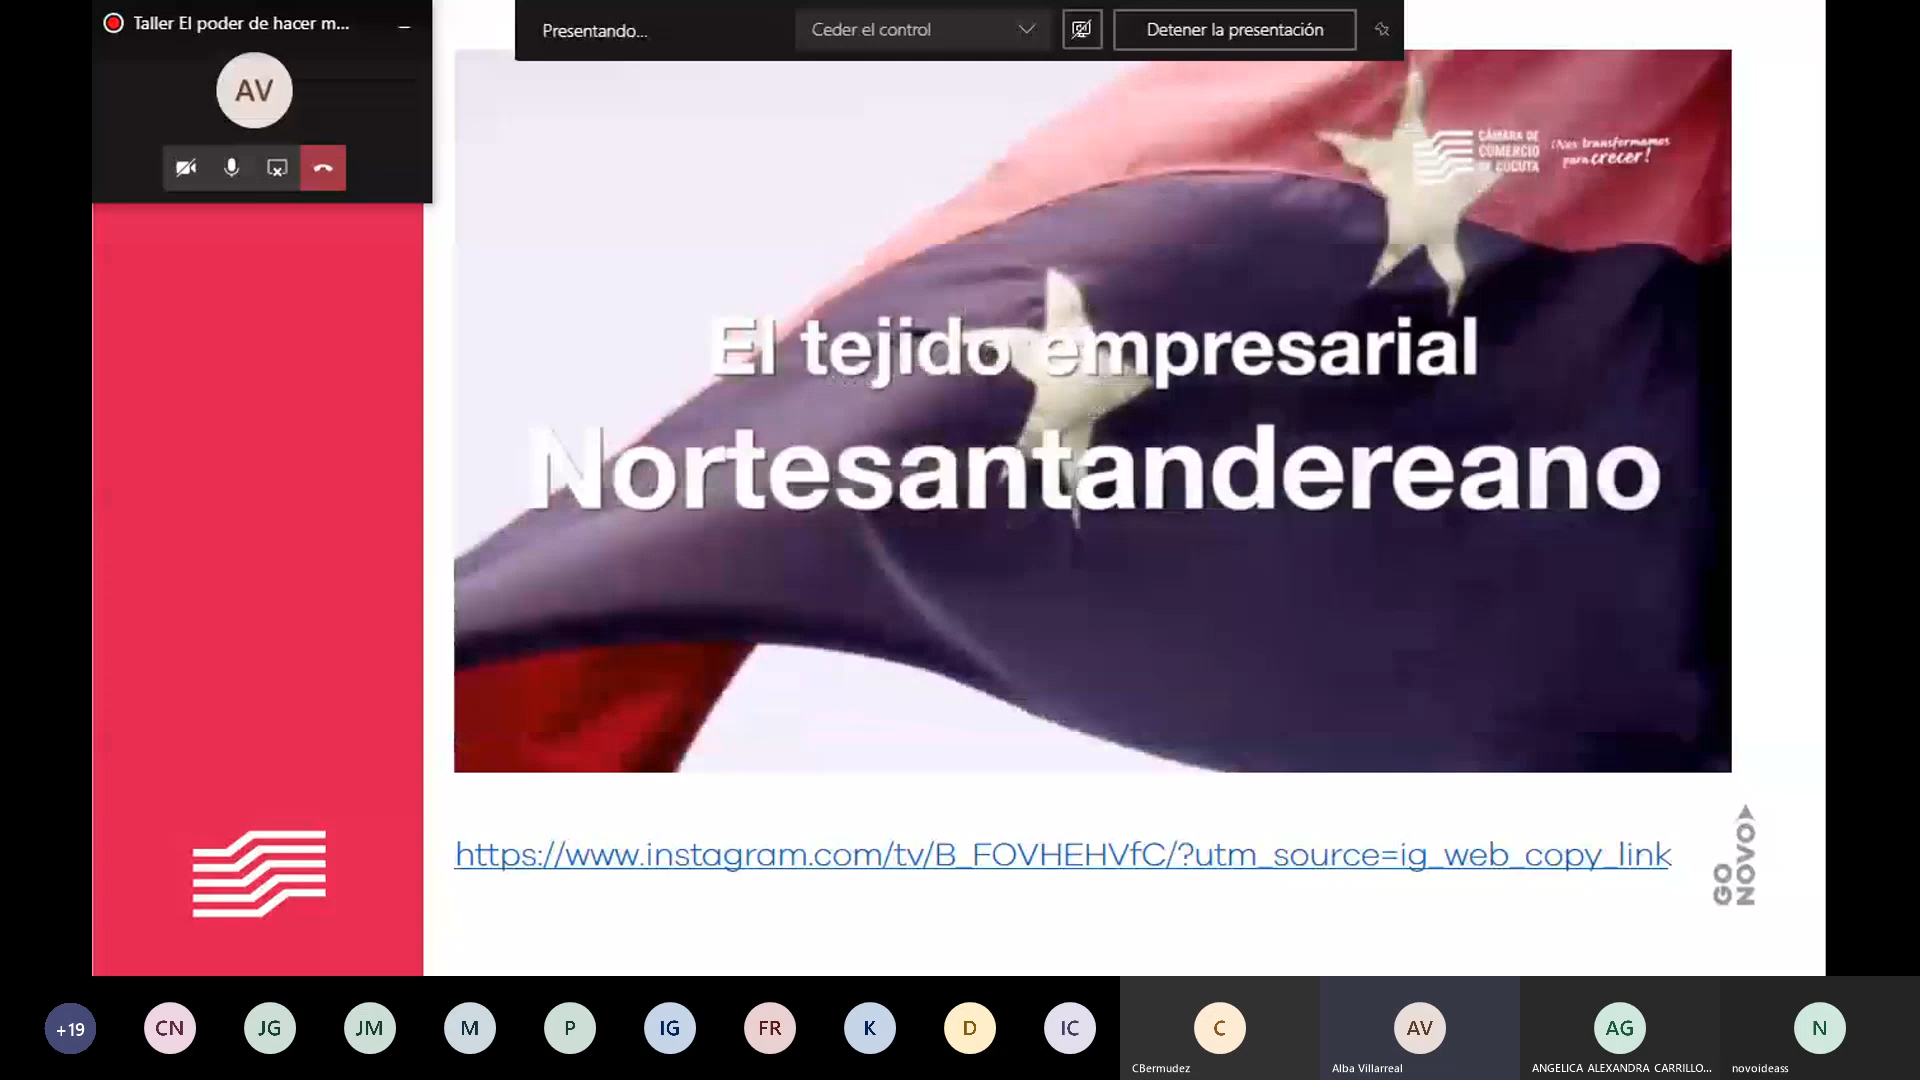 Taller El poder de hacer m...
AV
Presentando...
Ceder el control
Detener la presentación
CÁMARA DE
COMERCIO
DE CÚCUTA
¡Nos transformamos
para crecer!
El tejido empresarial
Nortesantandereano
https://www.instagram.com/tv/B_FOVHEHVfC/?utm_source=ig_web_copy_link
GO
NOVO
+19
CN
JG
JM
M
P
IG
FR
K
D
IC
C
CBermudez
AV
Alba Villarreal
AG
ANGELICA ALEXANDRA CARRILLO...
N
novoideass